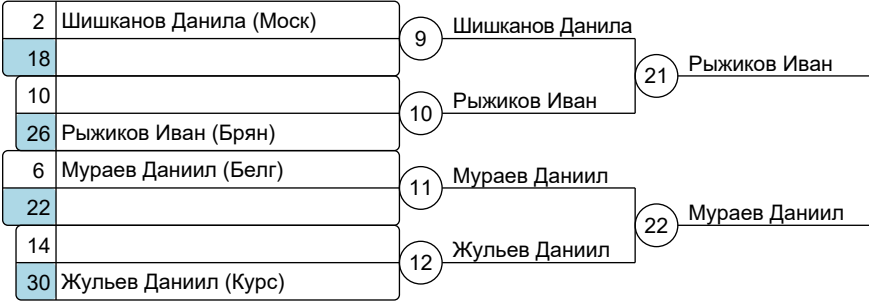 2 Шишканов Данила (Моск)
18
9 Шишканов Данила
10
26 Рыжиков Иван (Брян)
10 Рыжиков Иван
21 Рыжиков Иван
6 Мураев Даниил (Белг)
22
11 Мураев Даниил
14
30 Жульев Даниил (Курс)
12 Жульев Даниил
22 Мураев Даниил